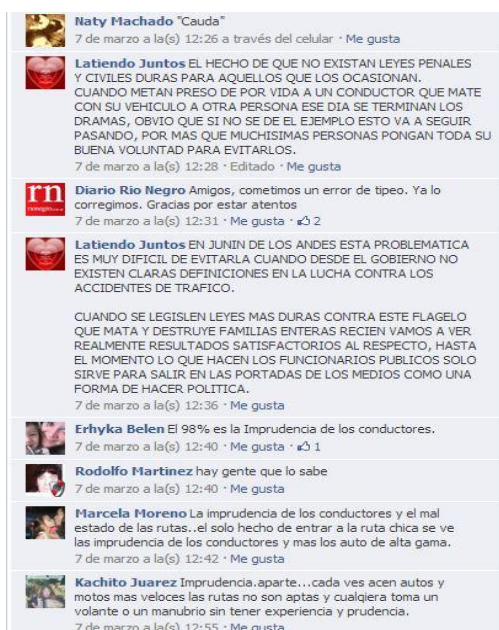 Naty Machado "Cauda"
7 de marzo a la(s) 12:26 a través del celular · Me gusta
Latiendo Juntos EL HECHO DE QUE NO EXISTAN LEYES PENALES
Y CIVILES DURAS PARA AQUELLOS QUE LOS OCASIONAN.
CUANDO METAN PRESO DE POR VIDA A UN CONDUCTOR QUE MATE
CON SU VEHICULO A OTRA PERSONA ESE DIA SE TERMINAN LOS
DRAMAS, OBVIO QUE SI NO SE DE EL EJEMPLO ESTO VA A SEGUIR
PASANDO, POR MAS QUE MUCHISIMAS PERSONAS PONGAN TODA SU
BUENA VOLUNTAD PARA EVITARLOS.
7 de marzo a la(s) 12:28 · Editado · Me gusta
rn
Diario Rio Negro Amigos, cometimos un error de tipeo. Ya lo
corregimos. Gracias por estar atentos
7 de marzo a la(s) 12:31 · Me gusta · 2
Latiendo Juntos EN JUNIN DE LOS ANDES ESTA PROBLEMATICA
ES MUY DIFICIL DE EVITARLA CUANDO DESDE EL GOBIERNO NO
EXISTEN CLARAS DEFINICIONES EN LA LUCHA CONTRA LOS
ACCIDENTES DE TRAFICO.
CUANDO SE LEGISLEN LEYES MAS DURAS CONTRA ESTE FLAGELO
QUE MATA Y DESTRUYE FAMILIAS ENTERAS RECIEN VAMOS A VER
REALMENTE RESULTADOS SATISFACTORIOS AL RESPECTO, HASTA
EL MOMENTO LO QUE HACEN LOS FUNCIONARIOS PUBLICOS SOLO
SIRVE PARA SALIR EN LAS PORTADAS DE LOS MEDIOS COMO UNA
FORMA DE HACER POLITICA.
7 de marzo a la(s) 12:36 · Me gusta
Erhyka Belen El 98% es la Imprudencia de los conductores.
7 de marzo a la(s) 12:40 · Me gusta · 1
Rodolfo Martinez hay gente que lo sabe
7 de marzo a la(s) 12:40 · Me gusta
Marcela Moreno La imprudencia de los conductores y el mal
estado de las rutas..el solo hecho de entrar a la ruta chica se ve
las imprudencia de los conductores y mas los auto de alta gama.
7 de marzo a la(s) 12:42 · Me gusta
Kachito Juarez Imprudencia.aparte...cada ves acen autos y
motos mas veloces las rutas no son aptas y cualqiera toma un
volante o un manubrio sin tener experiencia y prudencia.
7 de marzo a la(s) 12:55 · Me gusta